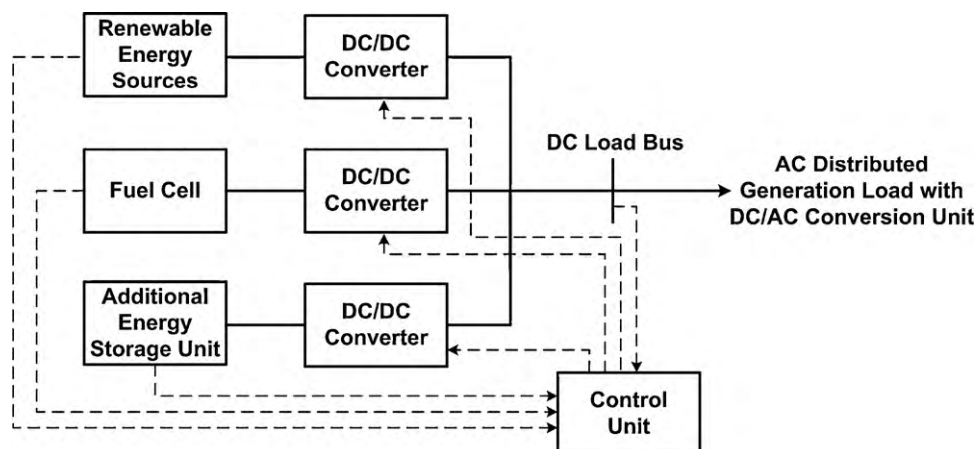 Renewable
Energy
Sources
DC/DC
Converter
Fuel Cell
DC/DC
Converter
Additional
Energy
Storage Unit
DC/DC
Converter
DC Load Bus
AC Distributed
Generation Load with
DC/AC Conversion Unit
Control
Unit